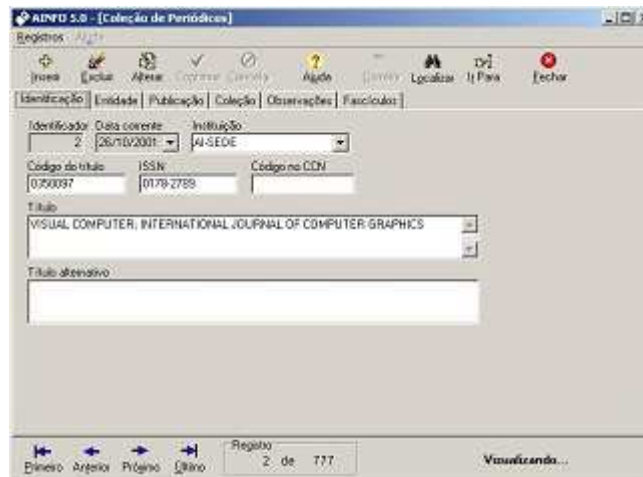 AINFO 5.0 - [Coleção de Periódicos]
Registros Ajuda
Inserir Excluir Alterar Confirmar Cancelar Ajuda Localizar Ir Para Fechar
Identificação Entidade Publicação Coleção Observações Fascículos
Identificador Data corrente Instituição
2 26/10/2001 AI-SEDE
Código do título ISSN Código no CCN
0350097 0178-2789
Título
VISUAL COMPUTER; INTERNATIONAL JOURNAL OF COMPUTER GRAPHICS
Título alternativo
Registro
Primeiro Anterior Próximo Último 2 de 777 Visualizando...